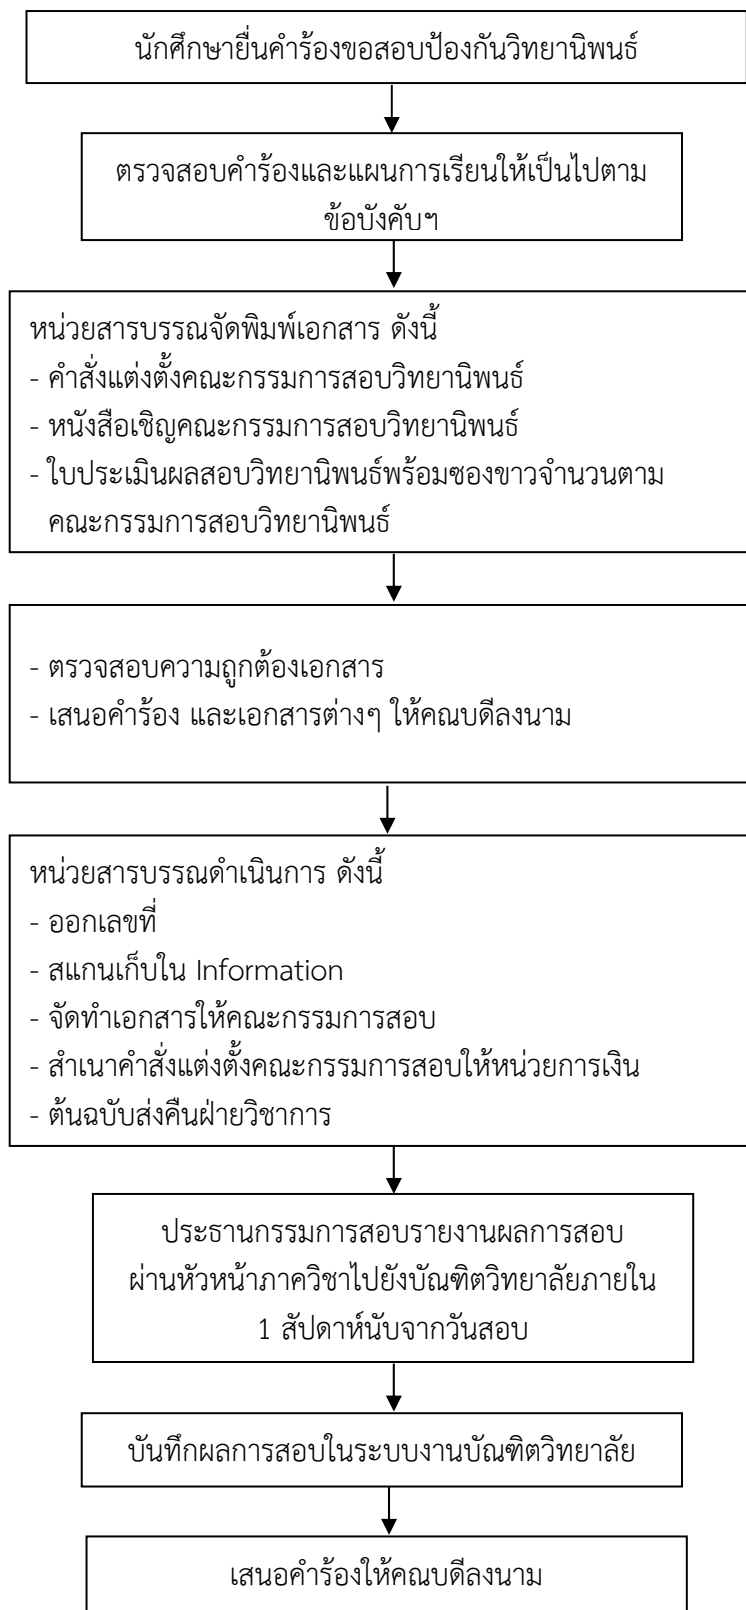 นักศึกษายื่นคำร้องขอสอบป้องกันวิทยานิพนธ์
ตรวจสอบคำร้องและแผนการเรียนให้เป็นไปตาม
ข้อบังคับฯ
หน่วยสารบรรณจัดพิมพ์เอกสาร ดังนี้
- คำสั่งแต่งตั้งคณะกรรมการสอบวิทยานิพนธ์
- หนังสือเชิญคณะกรรมการสอบวิทยานิพนธ์
- ใบประเมินผลสอบวิทยานิพนธ์พร้อมซองขาวจำนวนตาม
คณะกรรมการสอบวิทยานิพนธ์
- ตรวจสอบความถูกต้องเอกสาร
- เสนอคำร้อง และเอกสารต่างๆ ให้คณบดีลงนาม
หน่วยสารบรรณดำเนินการ ดังนี้
- ออกเลขที่
- สแกนเก็บใน Information
- จัดทำเอกสารให้คณะกรรมการสอบ
- สำเนาคำสั่งแต่งตั้งคณะกรรมการสอบให้หน่วยการเงิน
- ต้นฉบับส่งคืนฝ่ายวิชาการ
ประธานกรรมการสอบรายงานผลการสอบ
ผ่านหัวหน้าภาควิชาไปยังบัณฑิตวิทยาลัยภายใน
1 สัปดาห์นับจากวันสอบ
บันทึกผลการสอบในระบบงานบัณฑิตวิทยาลัย
เสนอคำร้องให้คณบดีลงนาม